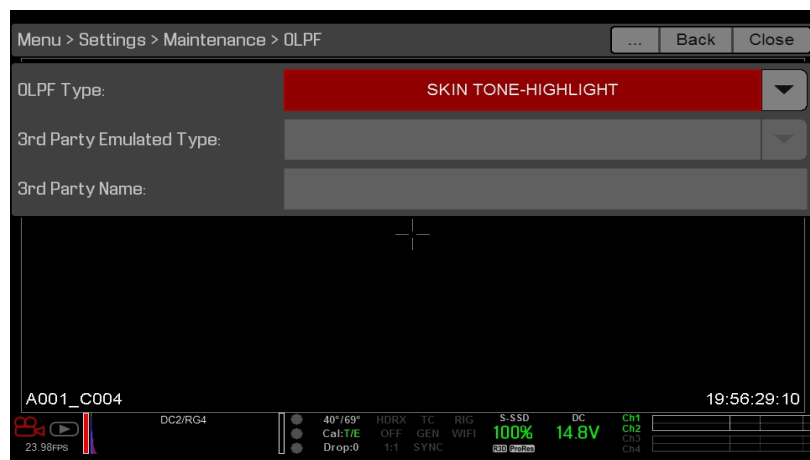 Menu > Settings > Maintenance > OLPF ... Back Close
OLPF Type: SKIN TONE-HIGHLIGHT
3rd Party Emulated Type:
3rd Party Name:
A001_C004 19:56:29:10
DC2/RG4 40°/69° HDRX TC RIG S-SSD DC Ch1
Cal:T/E OFF GEN WIFI 100% 14.8V Ch2
23.98FPS Drop:0 1:1 SYNC R3D ProRes Ch3
Ch4